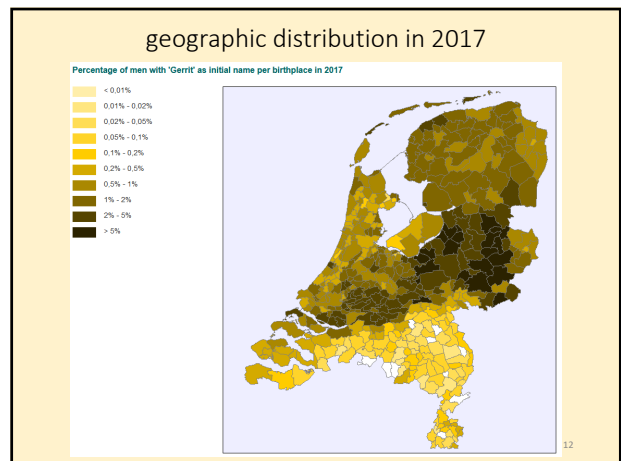 geographic distribution in 2017
Percentage of men with 'Gerrit' as initial name per birthplace in 2017
< 0,01%
0.01% - 0.02%
0.02% - 0.05%
0.05% - 0.1%
0.1% - 0.2%
0,2% - 0,5%
0,5% - 1%
1% - 2%
2% - 5%
> 5%
12